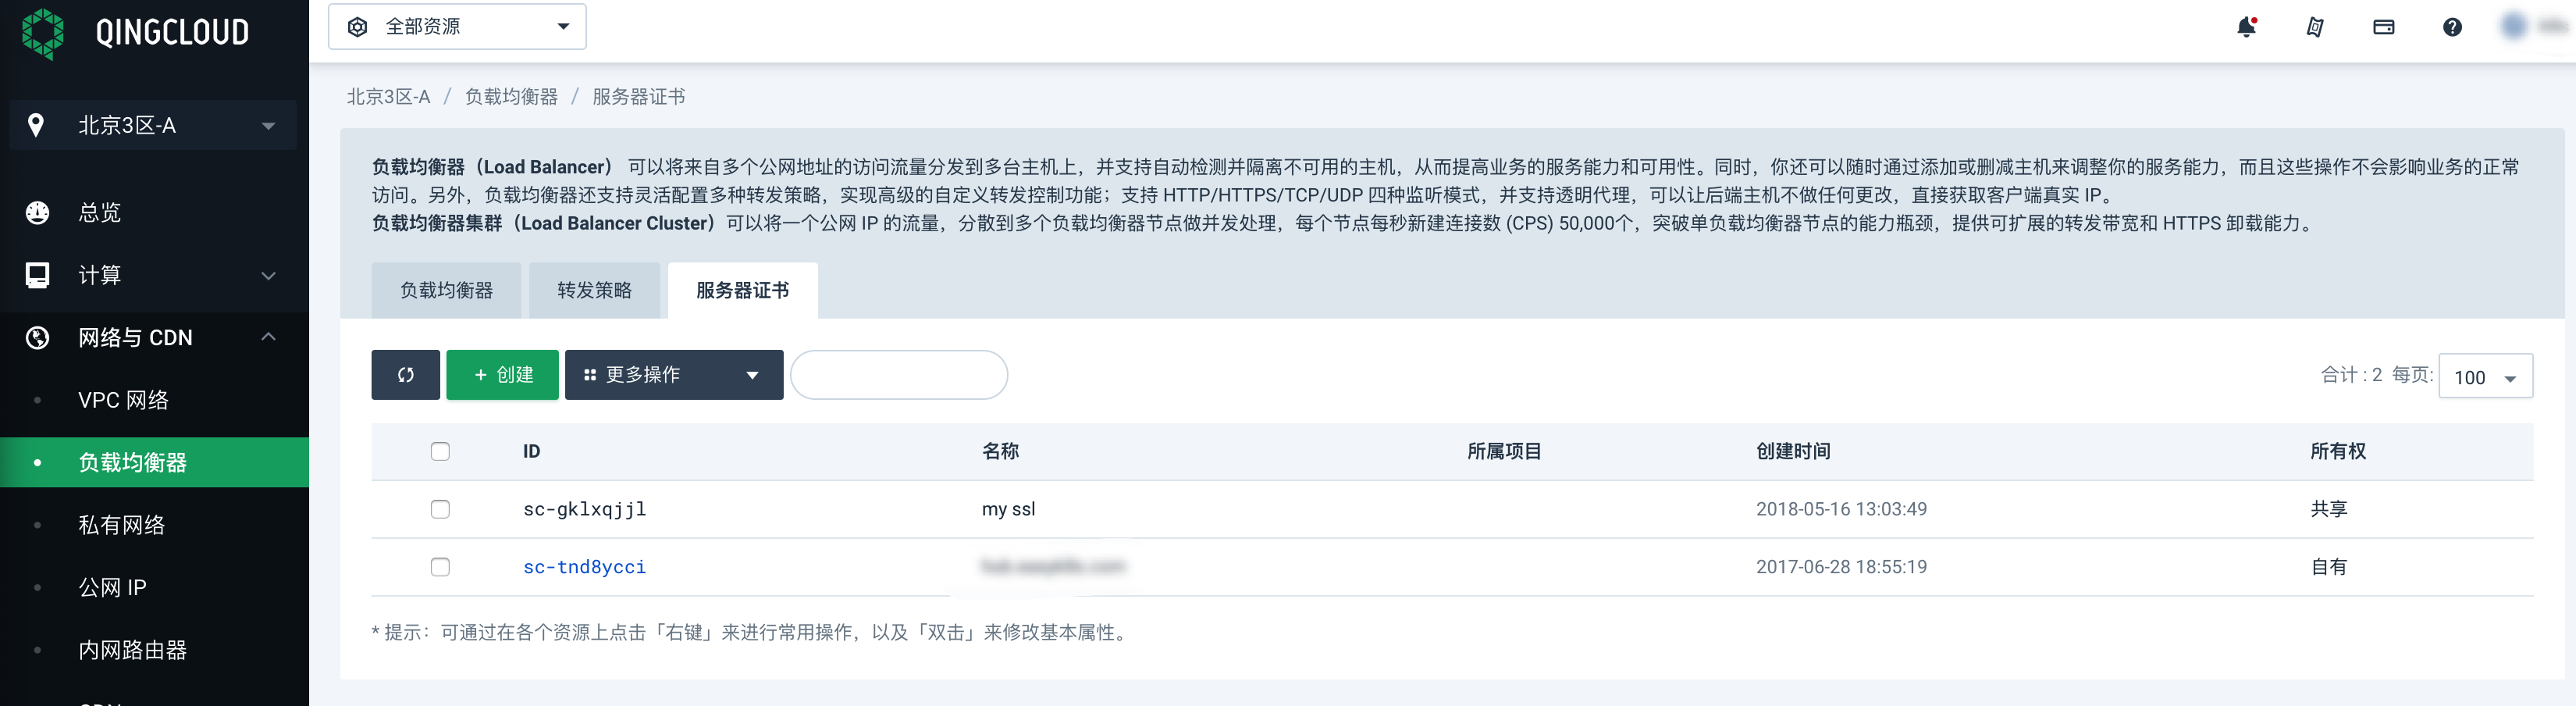 QINGCLOUD
全部资源
北京3区-A
总览
计算
网络与 CDN
VPC 网络
负载均衡器
私有网络
公网 IP
内网路由器
北京3区-A / 负载均衡器 / 服务器证书
负载均衡器（Load Balancer） 可以将来自多个公网地址的访问流量分发到多台主机上，并支持自动检测并隔离不可用的主机，从而提高业务的服务能力和可用性。同时，你还可以随时通过添加或删减主机来调整你的服务能力，而且这些操作不会影响业务的正常
访问。另外，负载均衡器还支持灵活配置多种转发策略，实现高级的自定义转发控制功能；支持 HTTP/HTTPS/TCP/UDP 四种监听模式，并支持透明代理，可以让后端主机不做任何更改，直接获取客户端真实 IP。
负载均衡器集群（Load Balancer Cluster）可以将一个公网 IP 的流量，分散到多个负载均衡器节点做并发处理，每个节点每秒新建连接数 (CPS) 50,000个，突破单负载均衡器节点的能力瓶颈，提供可扩展的转发带宽和 HTTPS 卸载能力。
负载均衡器 转发策略 服务器证书
+ 创建 更多操作 合计 : 2 每页: 100
ID 名称 所属项目 创建时间 所有权
sc-gklxqjjl my ssl 2018-05-16 13:03:49 共享
sc-tnd8ycci 2017-06-28 18:55:19 自有
* 提示：可通过在各个资源上点击「右键」来进行常用操作，以及「双击」来修改基本属性。